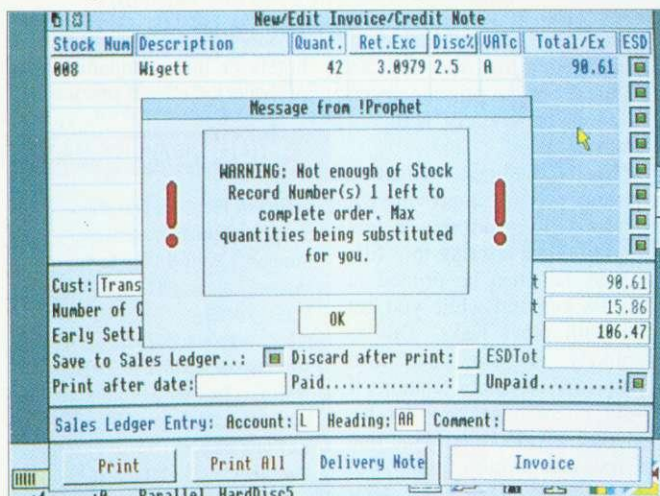 New/Edit Invoice/Credit Note
Stock Num Description Quant. Ret.Exc Disc% VATc Total/Ex ESD
008 Wigett 42 3.0979 2.5 A 90.61
Message from !Prophet
WARNING: Not enough of Stock
Record Number(s) 1 left to
complete order. Max
quantities being substituted
for you.
OK
Cust: Trans t 90.61
Number of t 15.86
Early Settl 106.47
Save to Sales Ledger..: Discard after print: ESDTot
Print after date: Paid...............: Unpaid.........:
Sales Ledger Entry: Account: L Heading: AA Comment:
Print Print All Delivery Note Invoice
:0 Parallel HardDisc5